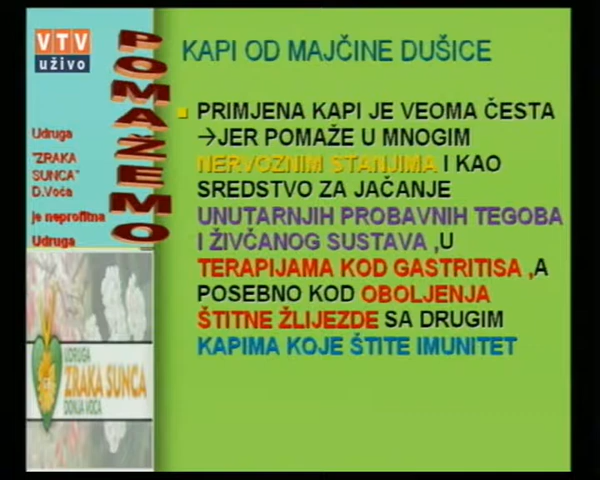 VTV
uživo
POMAŽEMO
Udruga
"ZRAKA
SUNCA"
D.Voća
je neprofitna
Udruga
UDRUGA
ZRAKA SUNCA
DONJA VOĆA
KAPI OD MAJČINE DUŠICE
PRIMJENA KAPI JE VEOMA ČESTA
→JER POMAŽE U MNOGIM
NERVOZNIM STANJIMA I KAO
SREDSTVO ZA JAČANJE
UNUTARNJIH PROBAVNIH TEGOBA
I ŽIVČANOG SUSTAVA ,U
TERAPIJAMA KOD GASTRITISA ,A
POSEBNO KOD OBOLJENJA
ŠTITNE ŽLIJEZDE SA DRUGIM
KAPIMA KOJE ŠTITE IMUNITET